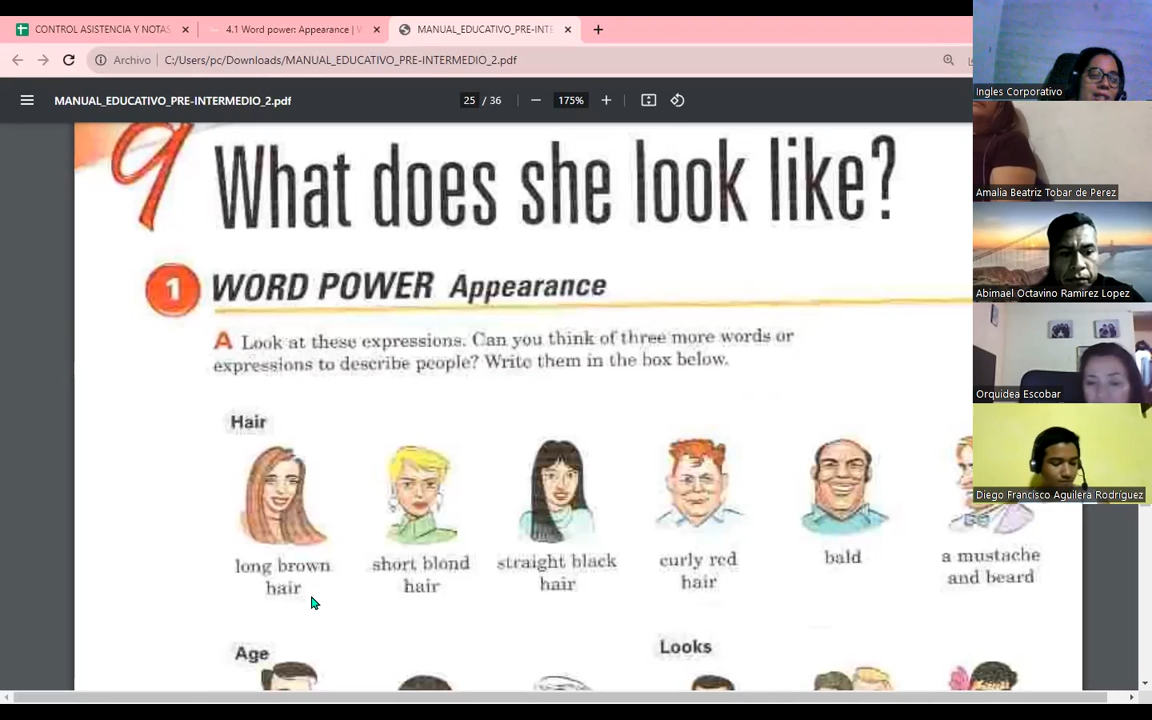 CONTROL ASISTENCIA Y NOTAS
4.1 Word power: Appearance |
MANUAL_EDUCATIVO_PRE-INTE
Archivo
C:/Users/pc/Downloads/MANUAL_EDUCATIVO_PRE-INTERMEDIO_2.pdf
MANUAL_EDUCATIVO_PRE-INTERMEDIO_2.pdf
25 / 36
175%
9 What does she look like?
1 WORD POWER Appearance
A Look at these expressions. Can you think of three more words or
expressions to describe people? Write them in the box below.
Hair
long brown
hair
short blond
hair
straight black
hair
curly red
hair
bald
a mustache
and beard
Age
Looks
Ingles Corporativo
Amalia Beatriz Tobar de Perez
Abimael Octavino Ramirez Lopez
Orquidea Escobar
Diego Francisco Aguilera Rodríguez